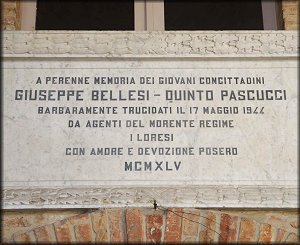 A PERENNE MEMORIA DEI GIOVANI CONCITTADINI
GIUSEPPE BELLESI - QUINTO PASCUCCI
BARBARAMENTE TRUCIDATI IL 17 MAGGIO 1944
DA AGENTI DEL MORENTE REGIME
I LORESI
CON AMORE E DEVOZIONE POSERO
MCMXLV